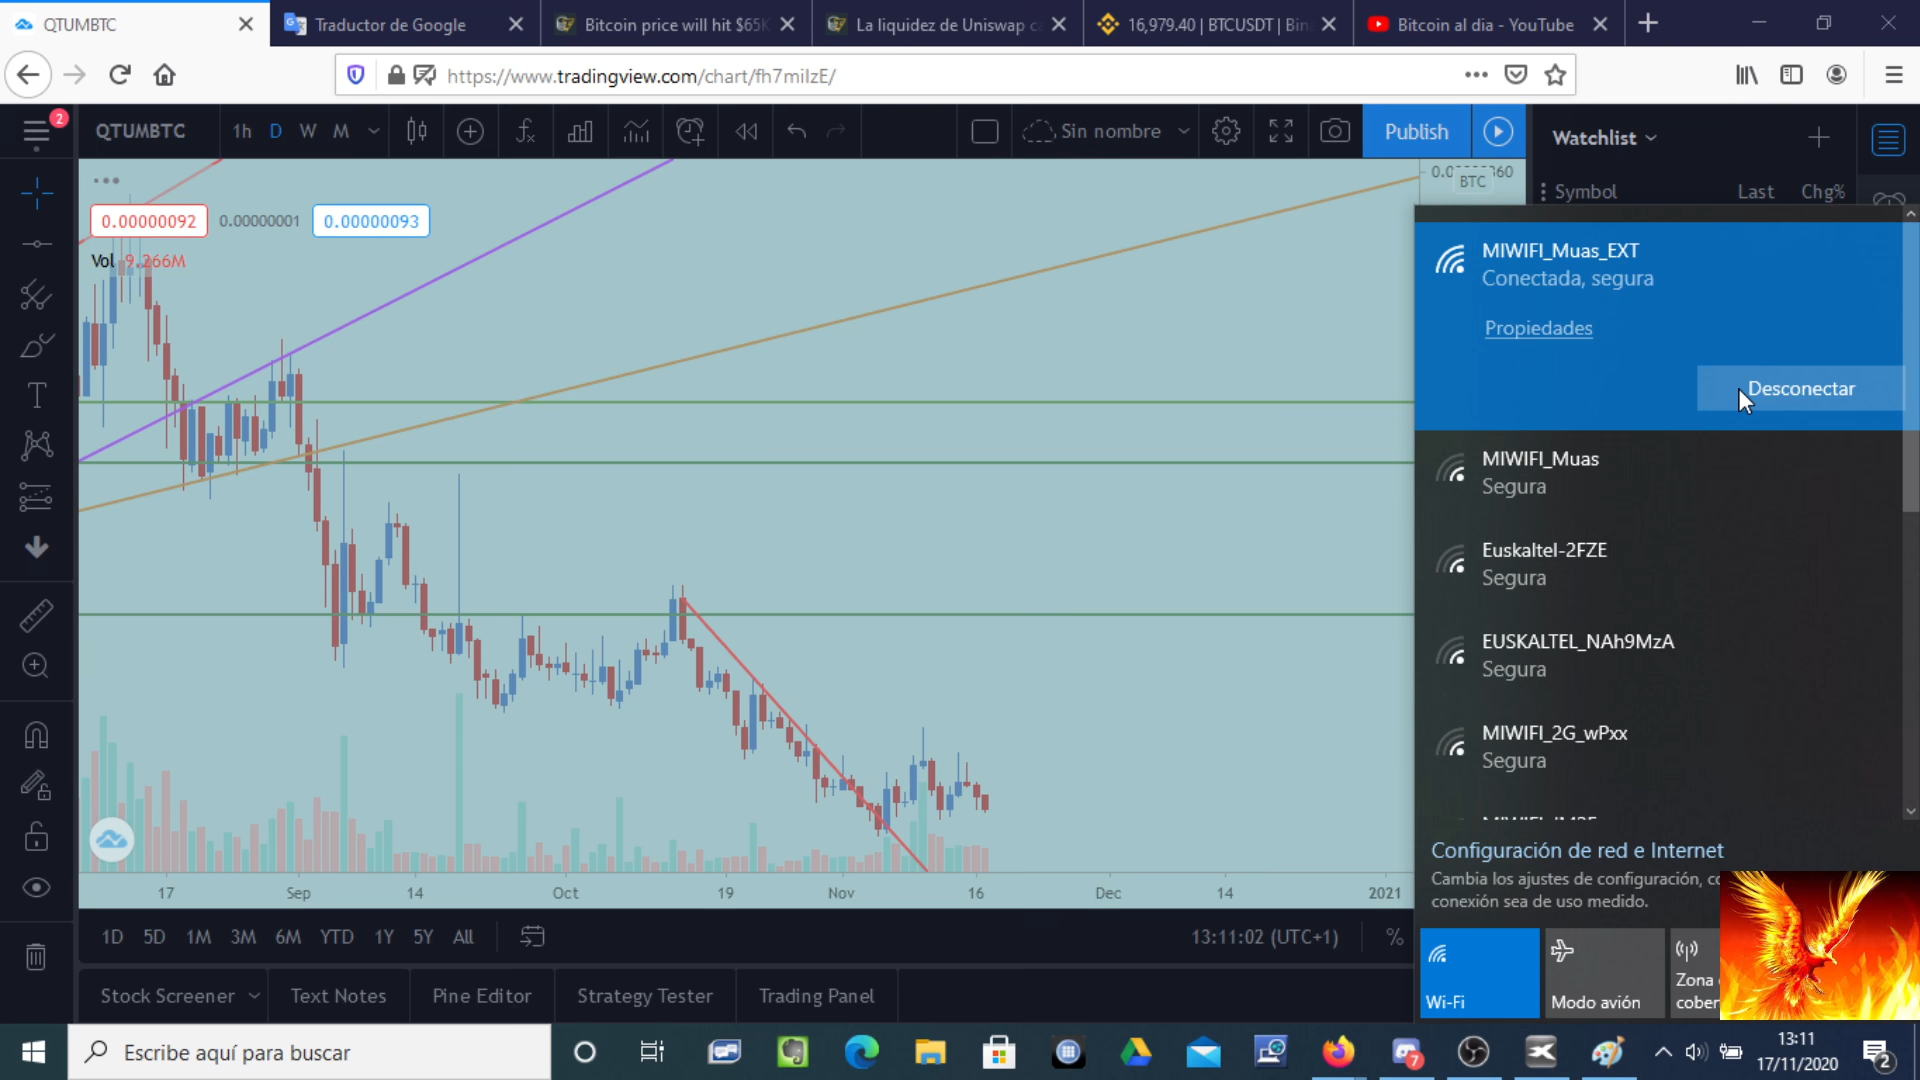 QTUMBTC
Traductor de Google
Bitcoin price will hit $65K
La liquidez de Uniswap ca
16,979.40 | BTCUSDT | Bin
Bitcoin al dia - YouTube
https://www.tradingview.com/chart/fh7miIzE/
2
QTUMBTC
1h D W M
Sin nombre
Publish
Watchlist
Symbol Last Chg%
BTC
0.00000092 0.00000001 0.00000093
Vol 9.266M
MIWIFI_Muas_EXT
Conectada, segura
Propiedades
Desconectar
MIWIFI_Muas
Segura
Euskaltel-2FZE
Segura
EUSKALTEL_NAh9MzA
Segura
MIWIFI_2G_wPxx
Segura
Configuración de red e Internet
Cambia los ajustes de configuración, co
conexión sea de uso medido.
Wi-Fi
Modo avión
Zona
cober
17 Sep 14 Oct 19 Nov 16 Dec 14 2021
1D 5D 1M 3M 6M YTD 1Y 5Y All
13:11:02 (UTC+1) %
Stock Screener Text Notes Pine Editor Strategy Tester Trading Panel
Escribe aquí para buscar
7
13:11
17/11/2020
2